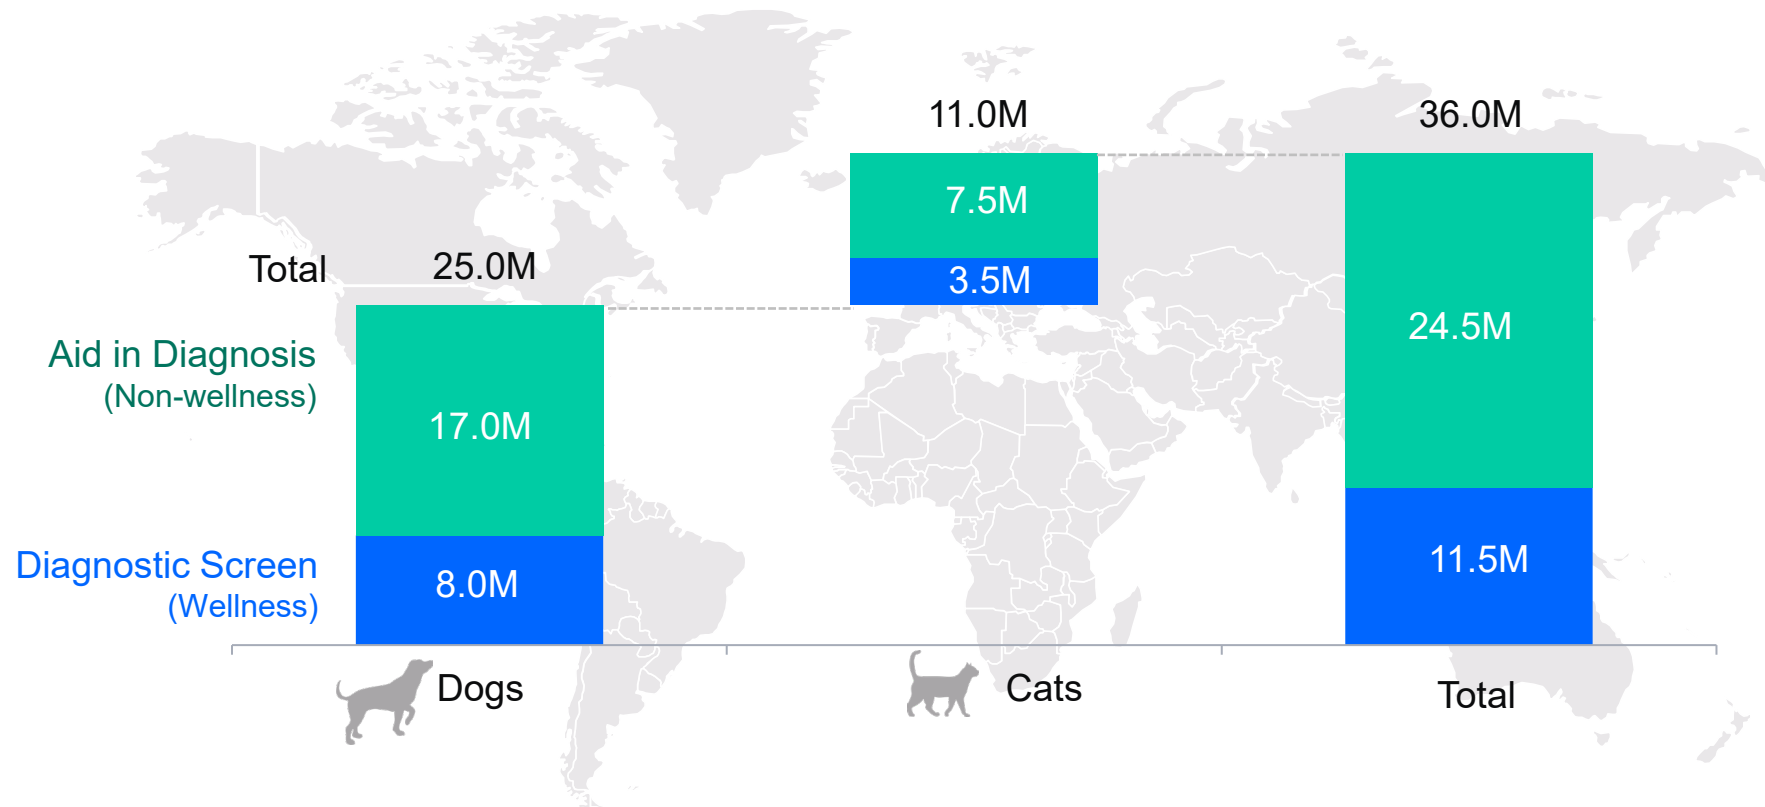 11.0M
36.0M
7.5M
Total
25.0M
3.5M
24.5M
Aid in Diagnosis
(Non-wellness)
17.0M
Diagnostic Screen
(Wellness)
8.0M
11.5M
Dogs
Cats
Total